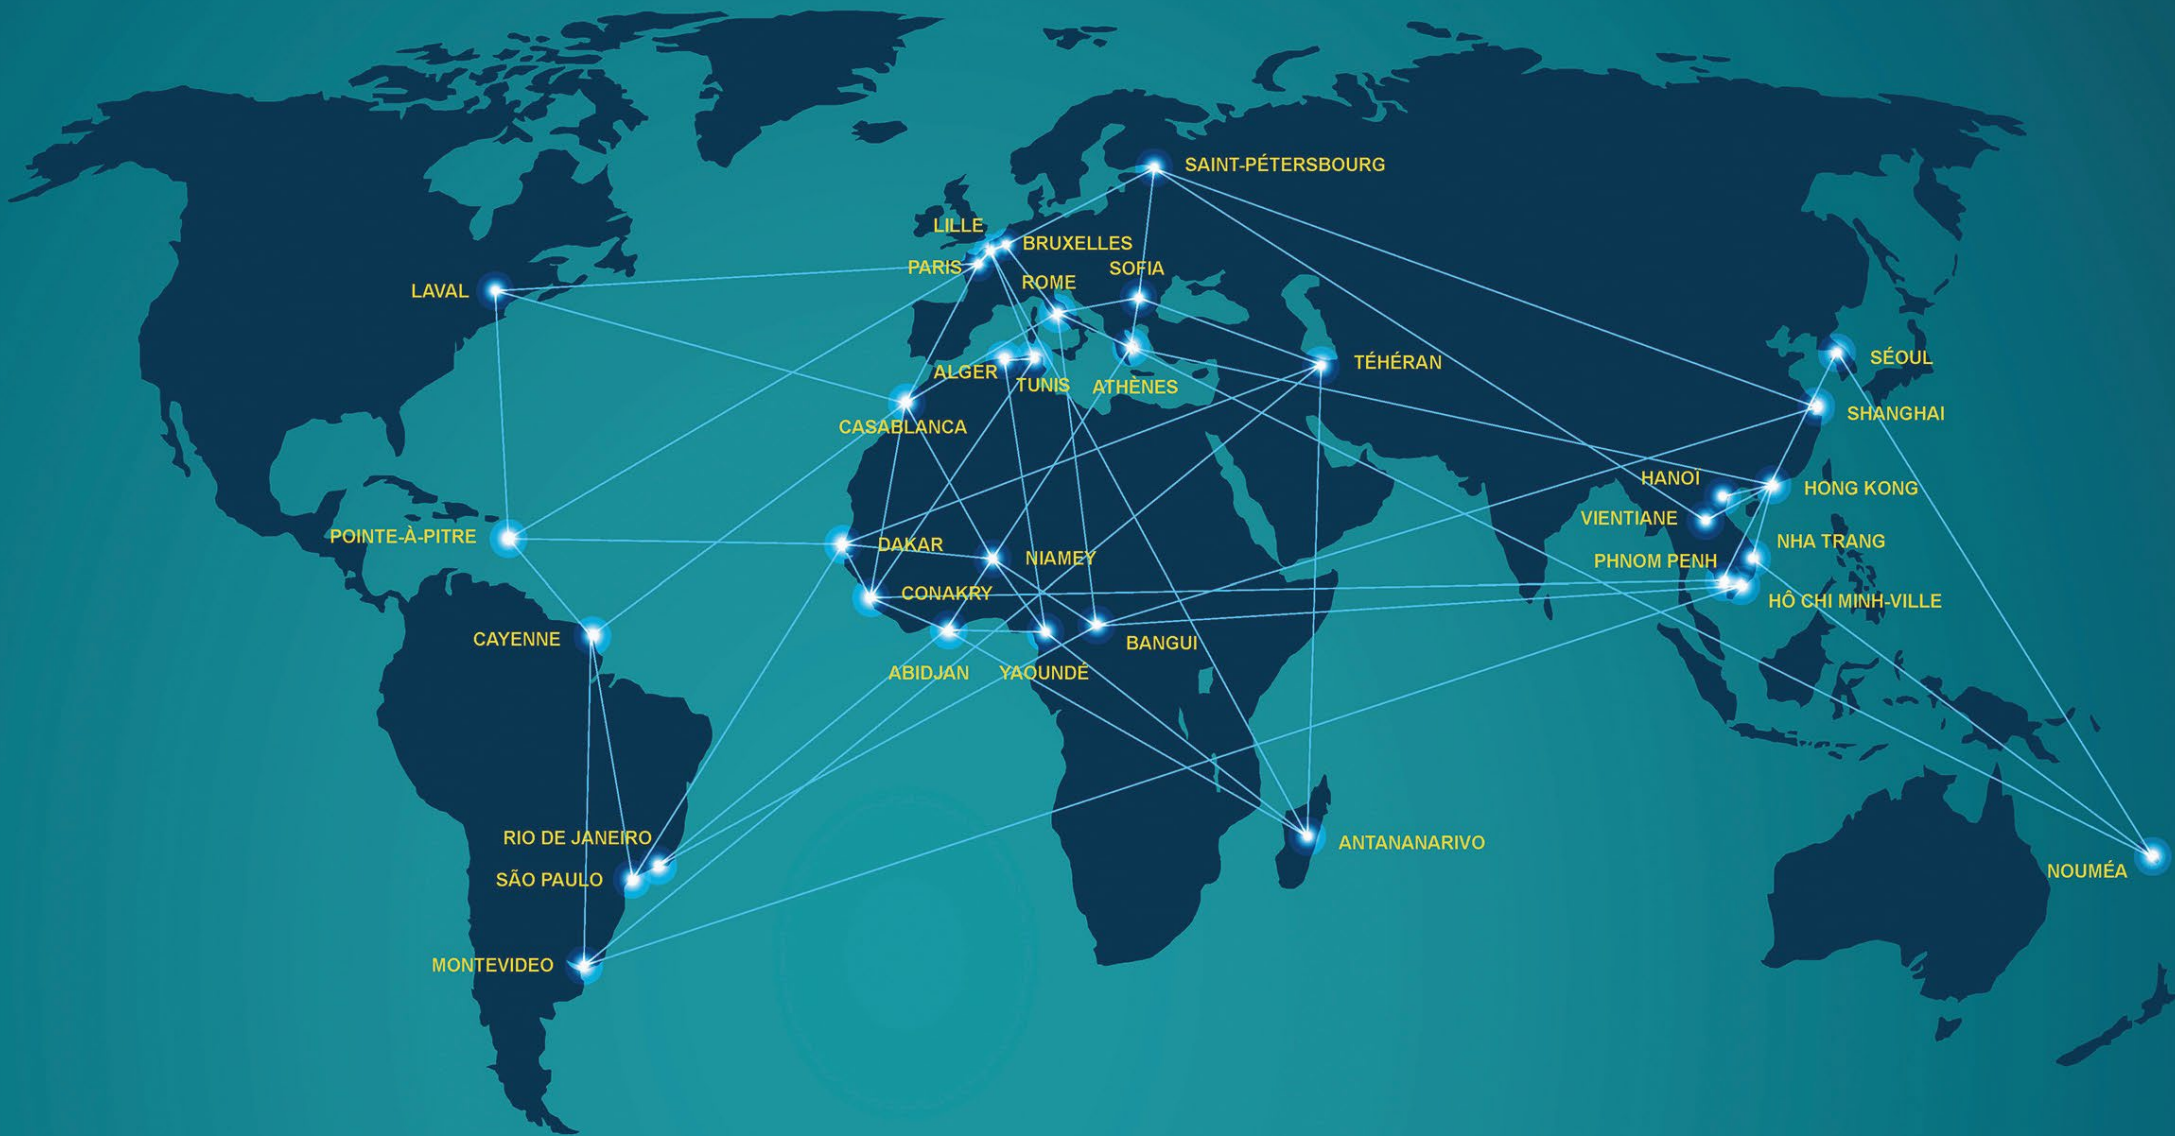 SAINT-PÉTERSBOURG
LILLE
BRUXELLES
PARIS
SOFIA
ROME
LAVAL
SÉOUL
TÉHÉRAN
ALGER
TUNIS
ATHÈNES
SHANGHAI
CASABLANCA
HANOÏ
HONG KONG
VIENTIANE
POINTE-À-PITRE
DAKAR
NHA TRANG
NIAMEY
PHNOM PENH
CONAKRY
HÔ CHI MINH-VILLE
CAYENNE
BANGUI
ABIDJAN
YAOUNDÉ
RIO DE JANEIRO
ANTANANARIVO
NOUMÉA
SÃO PAULO
MONTEVIDEO